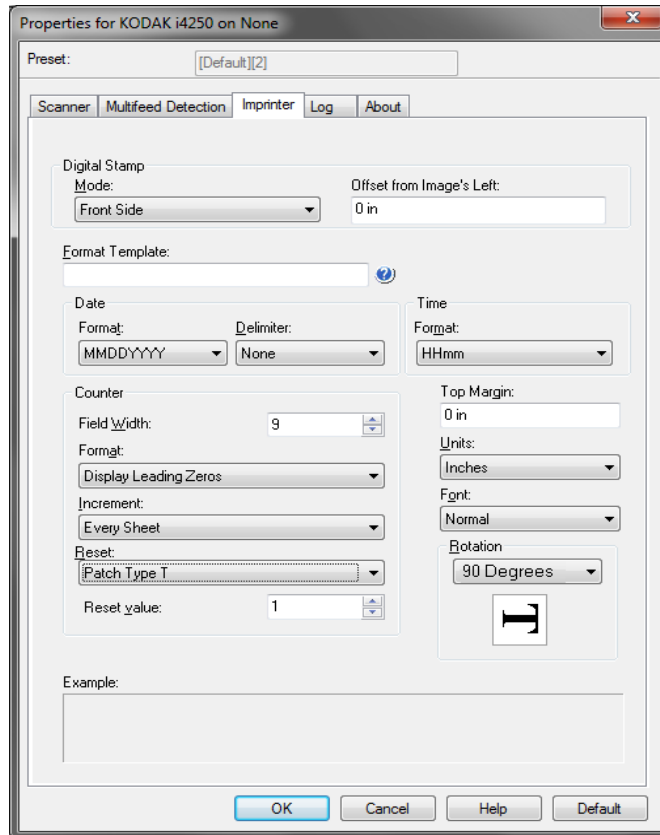 Properties for KODAK i4250 on None
Preset: [Default][2]
Scanner Multifeed Detection Imprinter Log About
Digital Stamp
Mode: Offset from Image's Left:
Front Side 0 in
Format Template:
Date Time
Format: Delimiter: Format:
MMDDYYYY None HHmm
Counter Top Margin:
0 in
Field Width: 9
Units:
Format:
Inches
Display Leading Zeros
Font:
Increment:
Normal
Every Sheet
Rotation
Reset:
90 Degrees
Patch Type T
Reset value: 1
T
Example:
OK Cancel Help Default